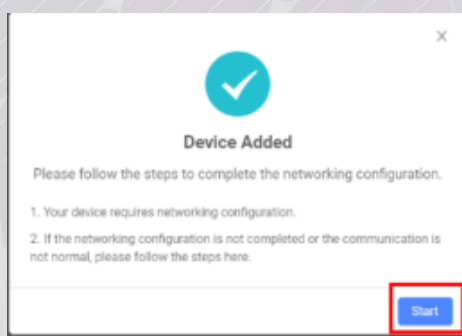 Device Added
Please follow the steps to complete the networking configuration.
1. Your device requires networking configuration.
2. If the networking configuration is not completed or the communication is
not normal, please follow the steps here.
Start